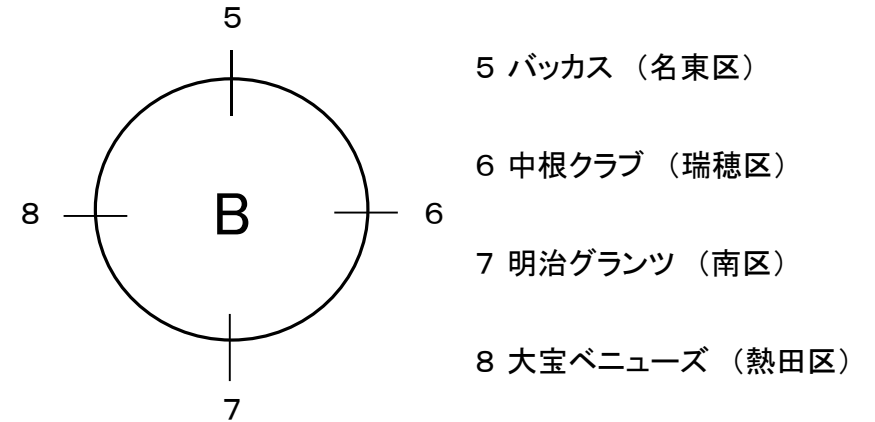 5
8
B
6
7
5 バッカス （名東区）
6 中根クラブ （瑞穂区）
7 明治グランツ （南区）
8 大宝ベニューズ （熱田区）